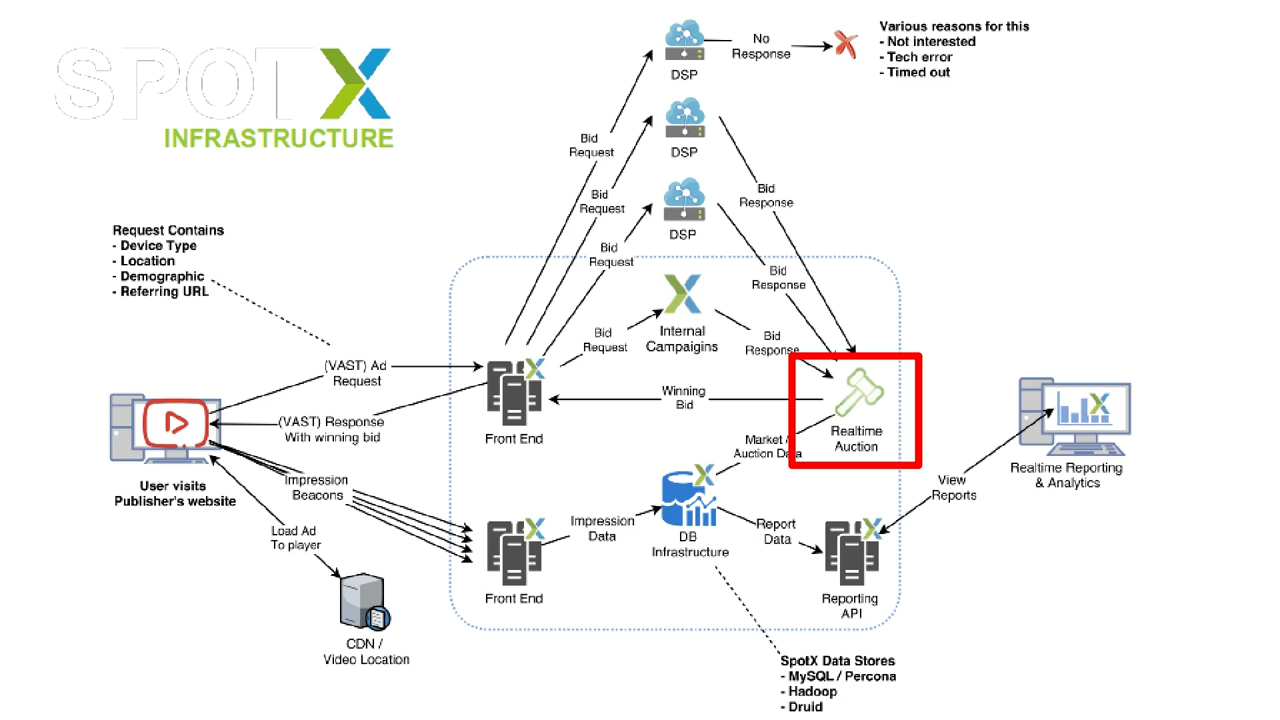 SPOTX
INFRASTRUCTURE
No
Response
Various reasons for this
- Not interested
- Tech error
- Timed out
DSP
Bid
Request
DSP
Bid
Request
Bid
Response
DSP
Bid
Request
Bid
Response
Request Contains
- Device Type
- Location
- Demographic
- Referring URL
Internal
Campaigins
Bid
Request
Bid
Response
(VAST) Ad
Request
Winning
Bid
(VAST) Response
With winning bid
Front End
Realtime
Auction
Market /
Auction Data
Realtime Reporting
& Analytics
User visits
Publisher's website
Impression
Beacons
View
Reports
Load Ad
To player
Impression
Data
DB
Infrastructure
Report
Data
Front End
Reporting
API
CDN /
Video Location
SpotX Data Stores
- MySQL / Percona
- Hadoop
- Druid